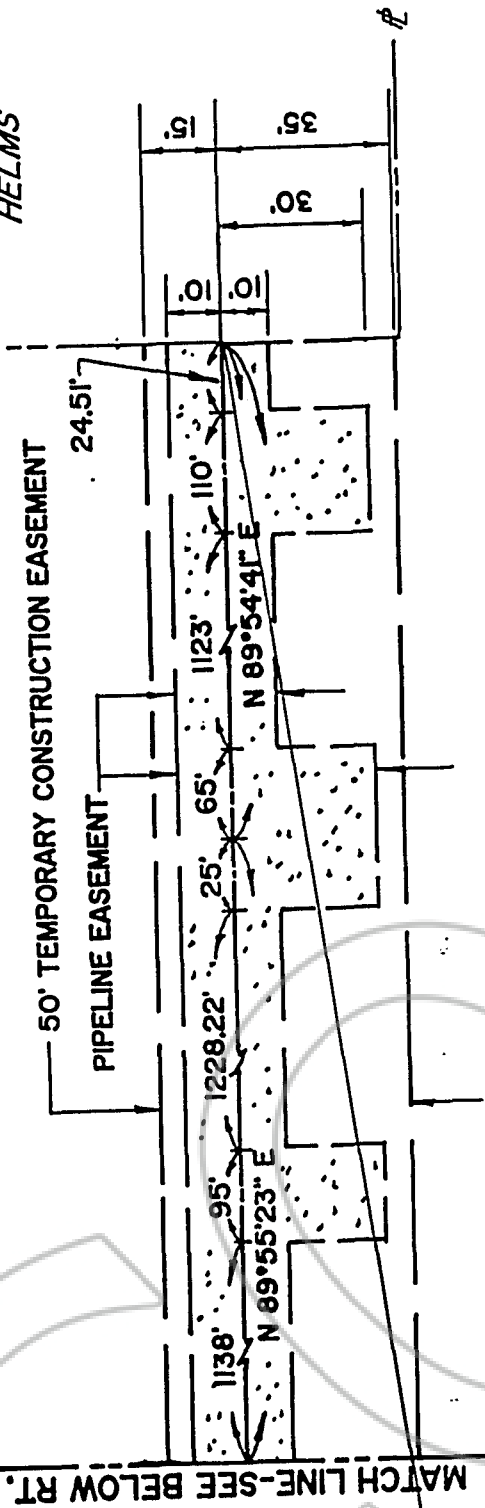 HELMS
50' TEMPORARY CONSTRUCTION EASEMENT
PIPELINE EASEMENT
24.51'
15'
10'
10'
35'
30'
1138'
95'
1228.22'
25'
65'
1123'
110'
N 89°55'23" E
N 89°54'41" E
MATCH LINE-SEE BELOW RT.